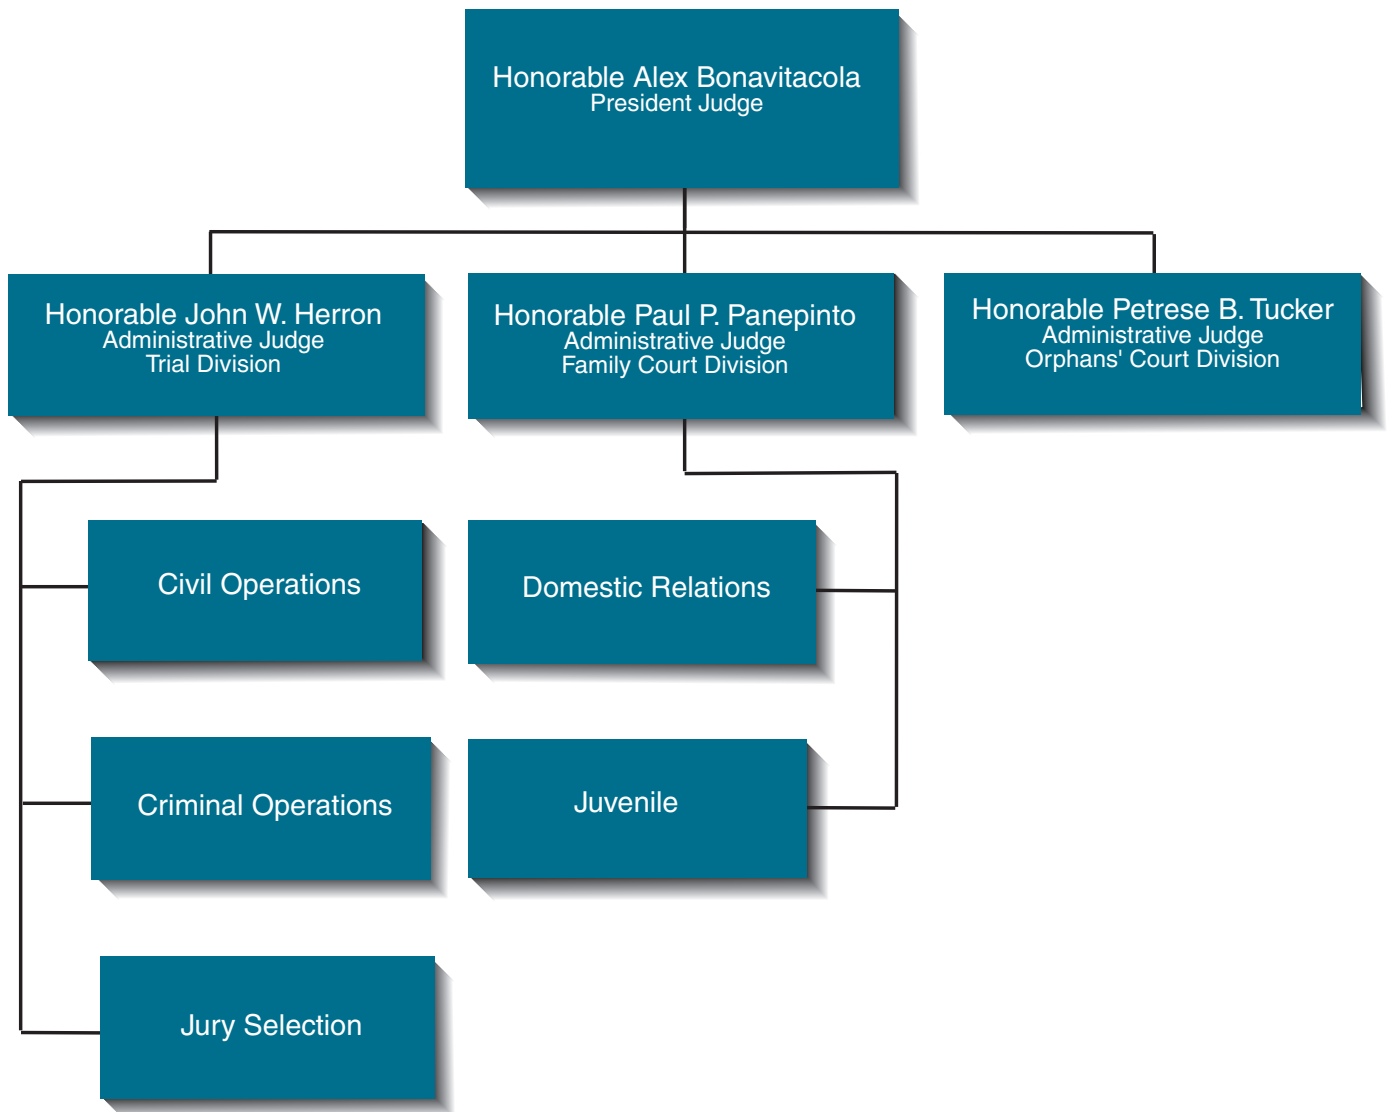 Honorable Alex Bonavitacola
President Judge
Honorable John W. Herron
Administrative Judge
Trial Division
Honorable Paul P. Panepinto
Administrative Judge
Family Court Division
Honorable Petrese B. Tucker
Administrative Judge
Orphans' Court Division
Civil Operations
Domestic Relations
Criminal Operations
Juvenile
Jury Selection